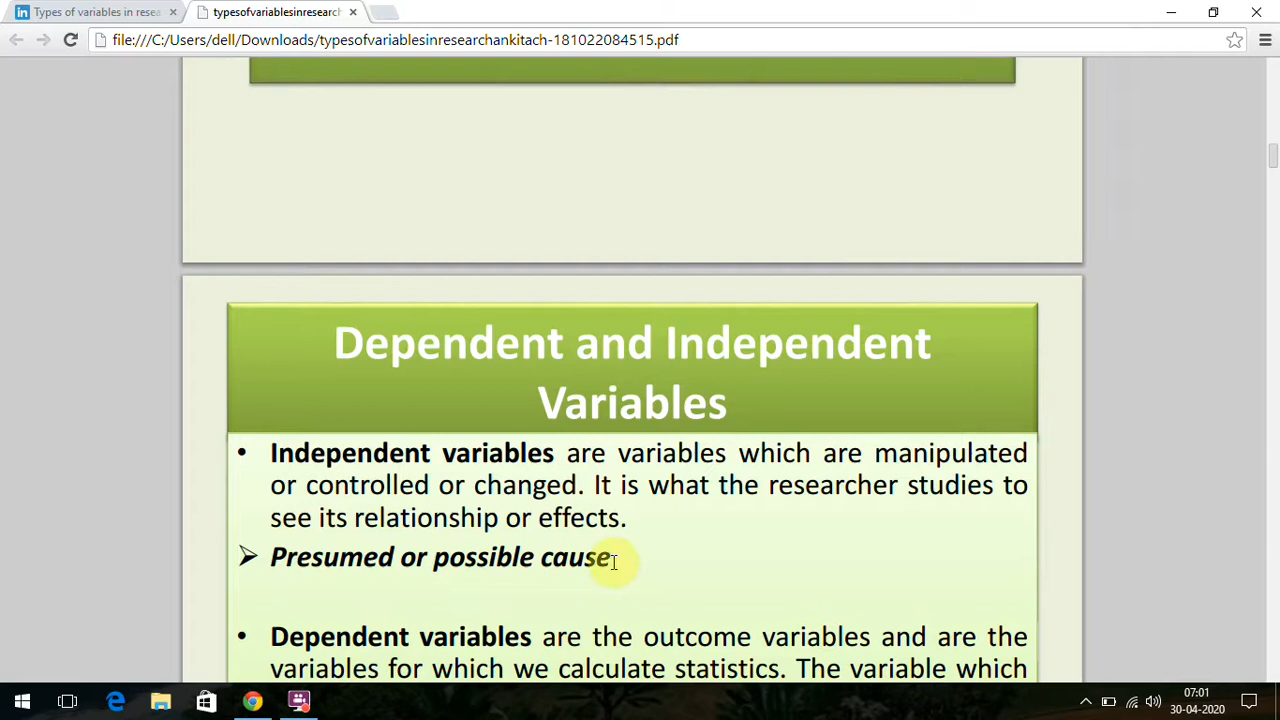 Types of variables in resea
typesofvariablesinresearch
file:///C:/Users/dell/Downloads/typesofvariablesinresearchankitach-181022084515.pdf
Dependent and Independent
Variables
• Independent variables are variables which are manipulated
or controlled or changed. It is what the researcher studies to
see its relationship or effects.
➢ Presumed or possible cause
• Dependent variables are the outcome variables and are the
variables for which we calculate statistics. The variable which
07:01
30-04-2020